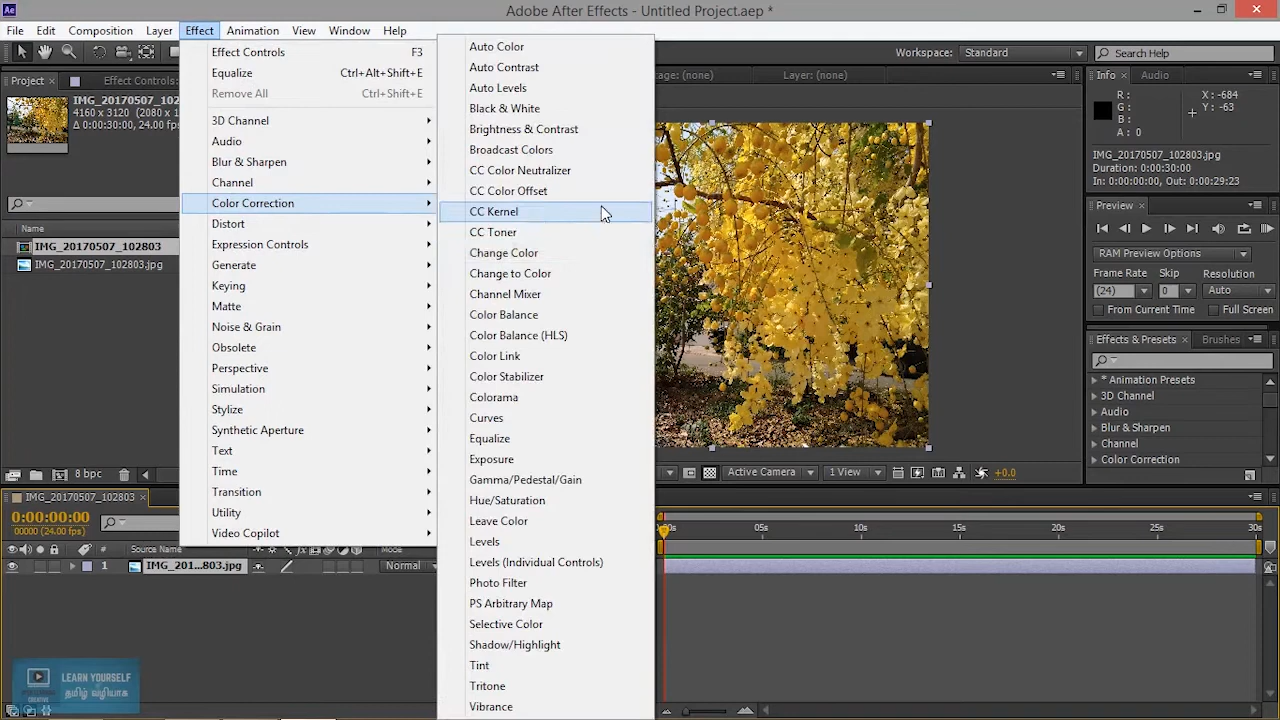 Adobe After Effects - Untitled Project.aep *
Ae
File Edit Composition Layer Effect Animation View Window Help
Workspace: Standard
Search Help
Project
Effect Controls:
IMG_20170507_102
4160 x 3120 (2080 x 1
Δ 0:00:30:00, 24.00 fp
Name
IMG_20170507_102803
IMG_20170507_102803.jpg
8 bpc
Effect Controls F3
Equalize Ctrl+Alt+Shift+E
Remove All Ctrl+Shift+E
3D Channel
Audio
Blur & Sharpen
Channel
Color Correction
Distort
Expression Controls
Generate
Keying
Matte
Noise & Grain
Obsolete
Perspective
Simulation
Stylize
Synthetic Aperture
Text
Time
Transition
Utility
Video Copilot
Auto Color
Auto Contrast
Auto Levels
Black & White
Brightness & Contrast
Broadcast Colors
CC Color Neutralizer
CC Color Offset
CC Kernel
CC Toner
Change Color
Change to Color
Channel Mixer
Color Balance
Color Balance (HLS)
Color Link
Color Stabilizer
Colorama
Curves
Equalize
Exposure
Gamma/Pedestal/Gain
Hue/Saturation
Leave Color
Levels
Levels (Individual Controls)
Photo Filter
PS Arbitrary Map
Selective Color
Shadow/Highlight
Tint
Tritone
Vibrance
tage: (none)
Layer: (none)
Active Camera
1 View
+0.0
Info Audio
R :
G :
B :
A : 0
X: -684
Y: -63
IMG_20170507_102803.jpg
Duration: 0:00:30:00
In: 0:00:00:00, Out: 0:00:29:23
Preview
RAM Preview Options
Frame Rate Skip Resolution
(24) 0 Auto
From Current Time Full Screen
Effects & Presets Brushes
* Animation Presets
3D Channel
Audio
Blur & Sharpen
Channel
Color Correction
IMG_20170507_102803
0:00:00:00
00000 (24.00 fps)
# Source Name Mode
1 IMG_201...803.jpg Normal
05s 10s 15s 20s 25s 30s
LEARN YOURSELF
தமிழ் வழியாக